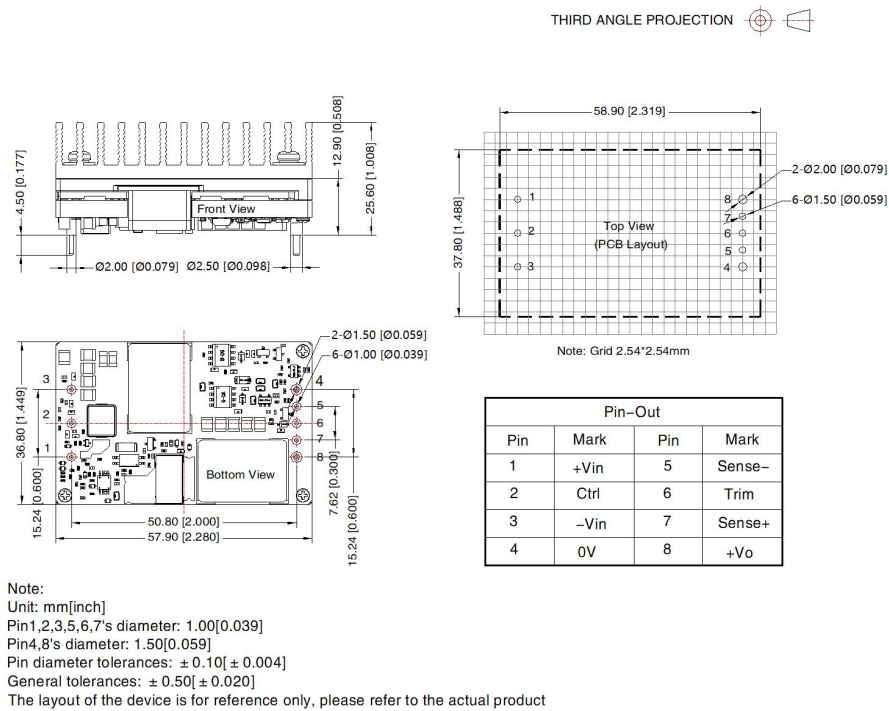 THIRD ANGLE PROJECTION
4.50 [0.177]
12.90 [0.508]
25.60 [1.008]
Front View
Ø2.00 [Ø0.079]
Ø2.50 [Ø0.098]
58.90 [2.319]
37.80 [1.488]
1
2
3
8
7
6
5
4
Top View
(PCB Layout)
2-Ø2.00 [Ø0.079]
6-Ø1.50 [Ø0.059]
Note: Grid 2.54*2.54mm
2-Ø1.50 [Ø0.059]
6-Ø1.00 [Ø0.039]
3
2
1
4
5
6
7
8
36.80 [1.449]
15.24 [0.600]
Bottom View
7.62 [0.300]
15.24 [0.600]
50.80 [2.000]
57.90 [2.280]
Pin-Out
Pin Mark Pin Mark
1 +Vin 5 Sense-
2 Ctrl 6 Trim
3 -Vin 7 Sense+
4 0V 8 +Vo
Note:
Unit: mm[inch]
Pin1,2,3,5,6,7's diameter: 1.00[0.039]
Pin4,8's diameter: 1.50[0.059]
Pin diameter tolerances: ±0.10[±0.004]
General tolerances: ±0.50[±0.020]
The layout of the device is for reference only, please refer to the actual product